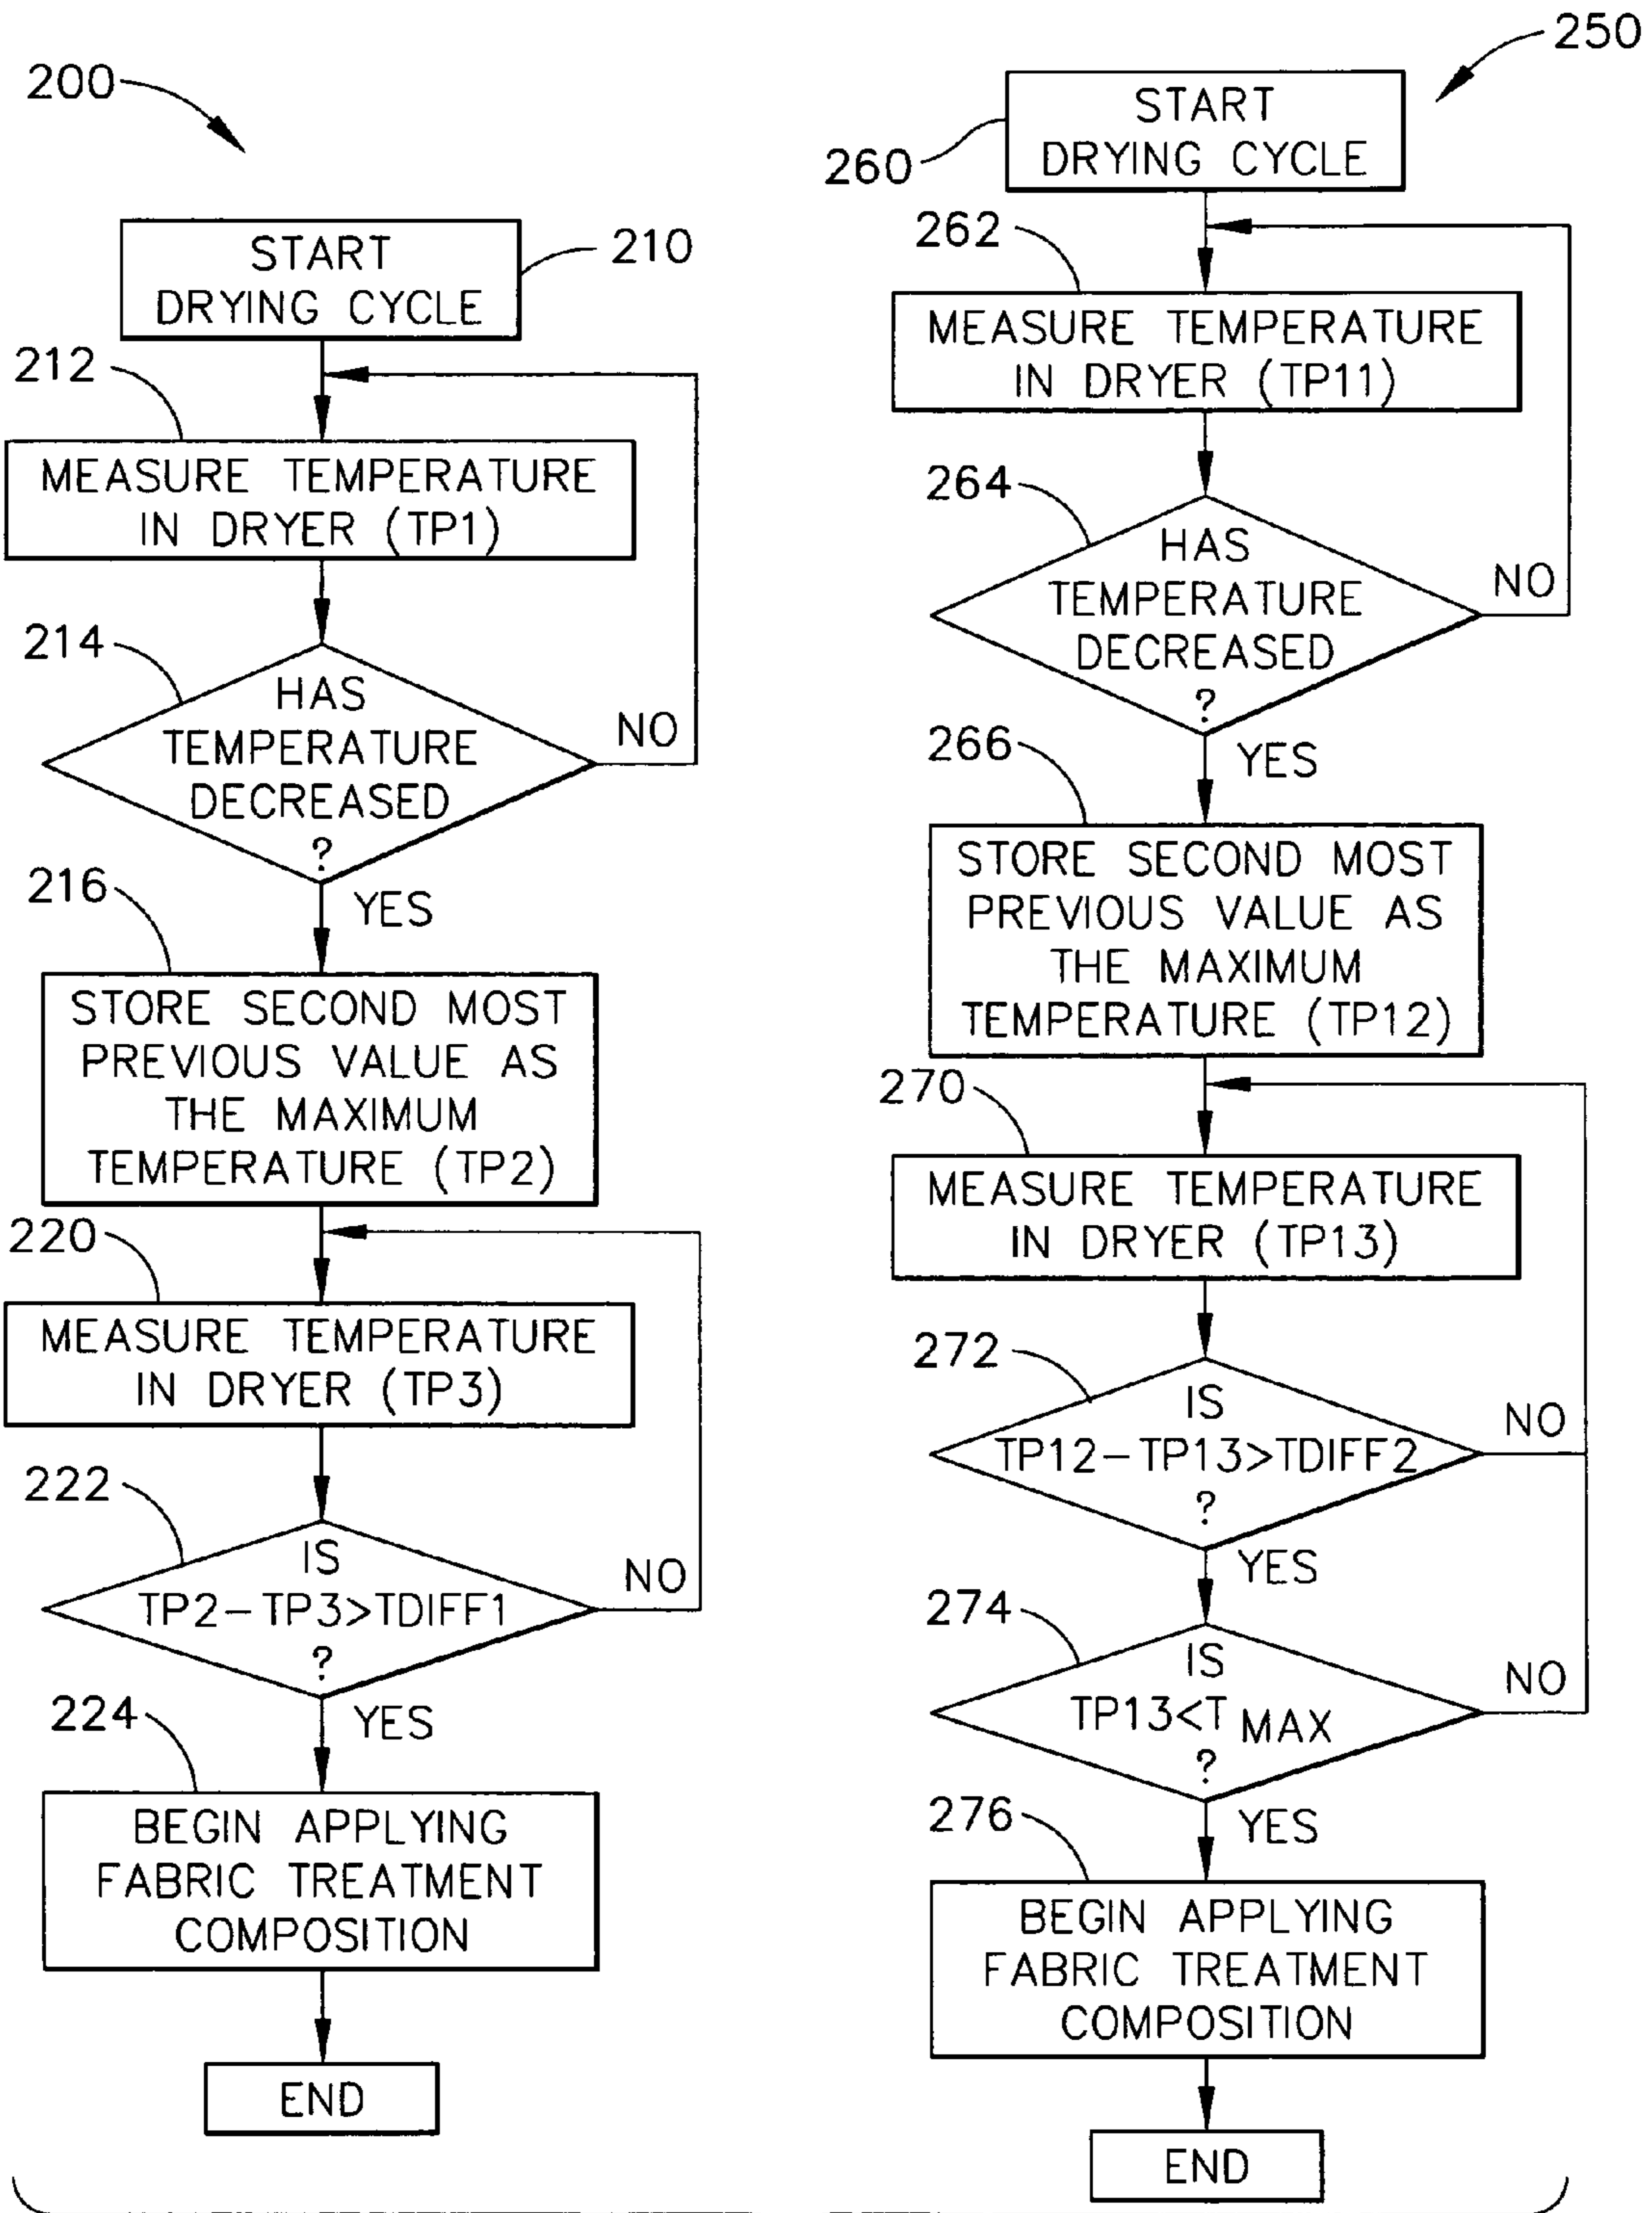 200
START
DRYING CYCLE
210
212
MEASURE TEMPERATURE
IN DRYER (TP1)
214
HAS
TEMPERATURE
DECREASED
?
NO
YES
216
STORE SECOND MOST
PREVIOUS VALUE AS
THE MAXIMUM
TEMPERATURE (TP2)
220
MEASURE TEMPERATURE
IN DRYER (TP3)
222
IS
TP2-TP3>TDIFF1
?
NO
YES
224
BEGIN APPLYING
FABRIC TREATMENT
COMPOSITION
END
250
START
DRYING CYCLE
260
262
MEASURE TEMPERATURE
IN DRYER (TP11)
264
HAS
TEMPERATURE
DECREASED
?
NO
YES
266
STORE SECOND MOST
PREVIOUS VALUE AS
THE MAXIMUM
TEMPERATURE (TP12)
270
MEASURE TEMPERATURE
IN DRYER (TP13)
272
IS
TP12-TP13>TDIFF2
?
NO
YES
274
IS
TP13<T MAX
?
NO
YES
276
BEGIN APPLYING
FABRIC TREATMENT
COMPOSITION
END